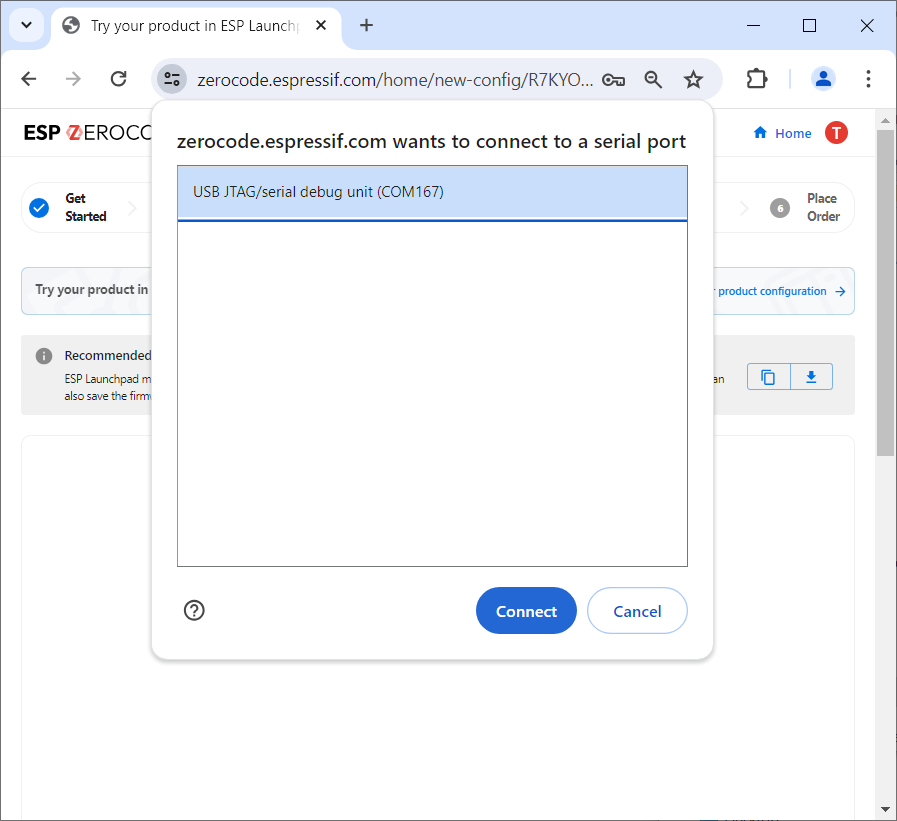 Try your product in ESP Launchp
zerocode.espressif.com/home/new-config/R7KYO...
ESP ZEROCO
Home
T
zerocode.espressif.com wants to connect to a serial port
USB JTAG/serial debug unit (COM167)
Get
Started
6
Place
Order
Try your product in
product configuration
Recommended
ESP Launchpad m
an
also save the firmw
Connect
Cancel